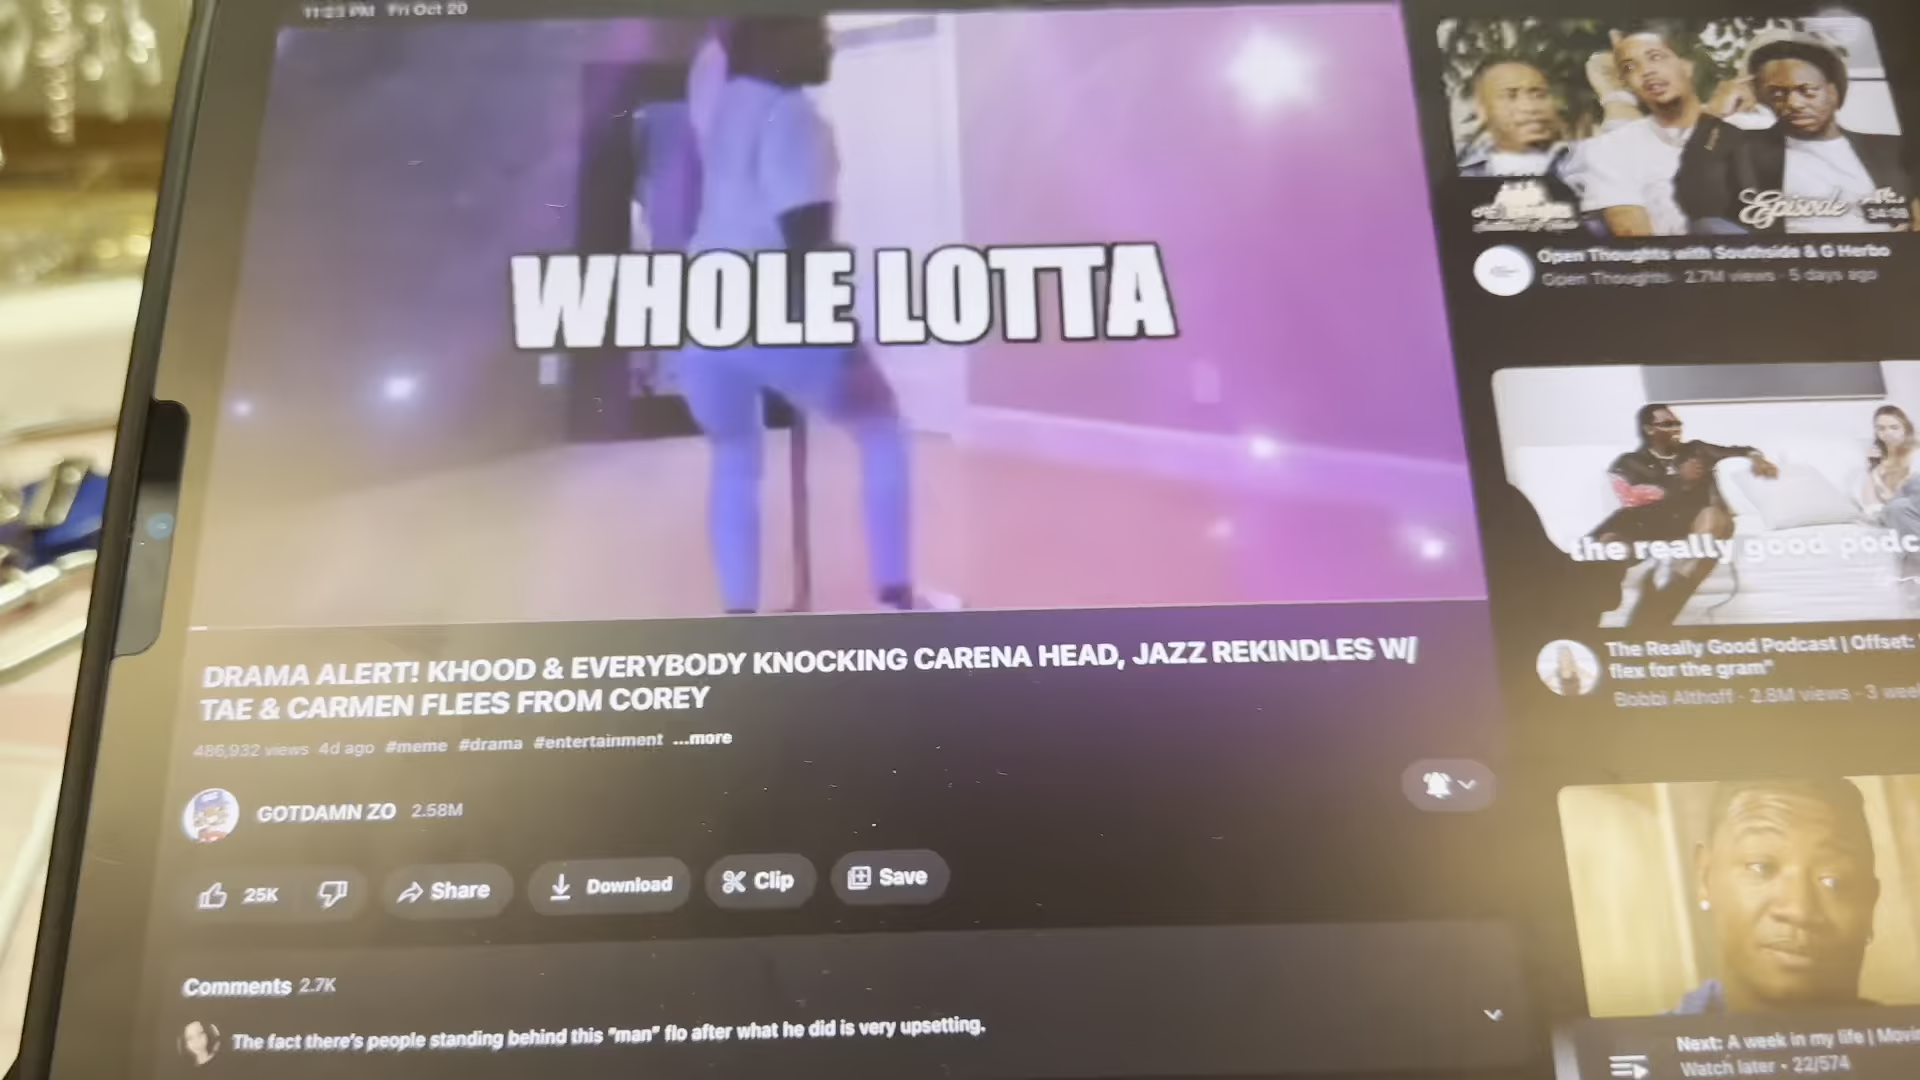 11:23 PM Fri Oct 20
WHOLE LOTTA
DRAMA ALERT! KHOOD & EVERYBODY KNOCKING CARENA HEAD, JAZZ REKINDLES W/
TAE & CARMEN FLEES FROM COREY
486,932 views 4d ago #meme #drama #entertainment ...more
GOTDAMN ZO 2.58M
25K
Share
Download
Clip
Save
Comments 2.7K
The fact there's people standing behind this "man" flo after what he did is very upsetting.
Episode
34:08
Open Thoughts with Southside & G Herbo
Open Thoughts · 2.7M views · 5 days ago
the really good podc
The Really Good Podcast | Offset:
flex for the gram"
Bobbi Althoff · 2.8M views · 3 week
Next: A week in my life | Movin
Watch later · 22/574